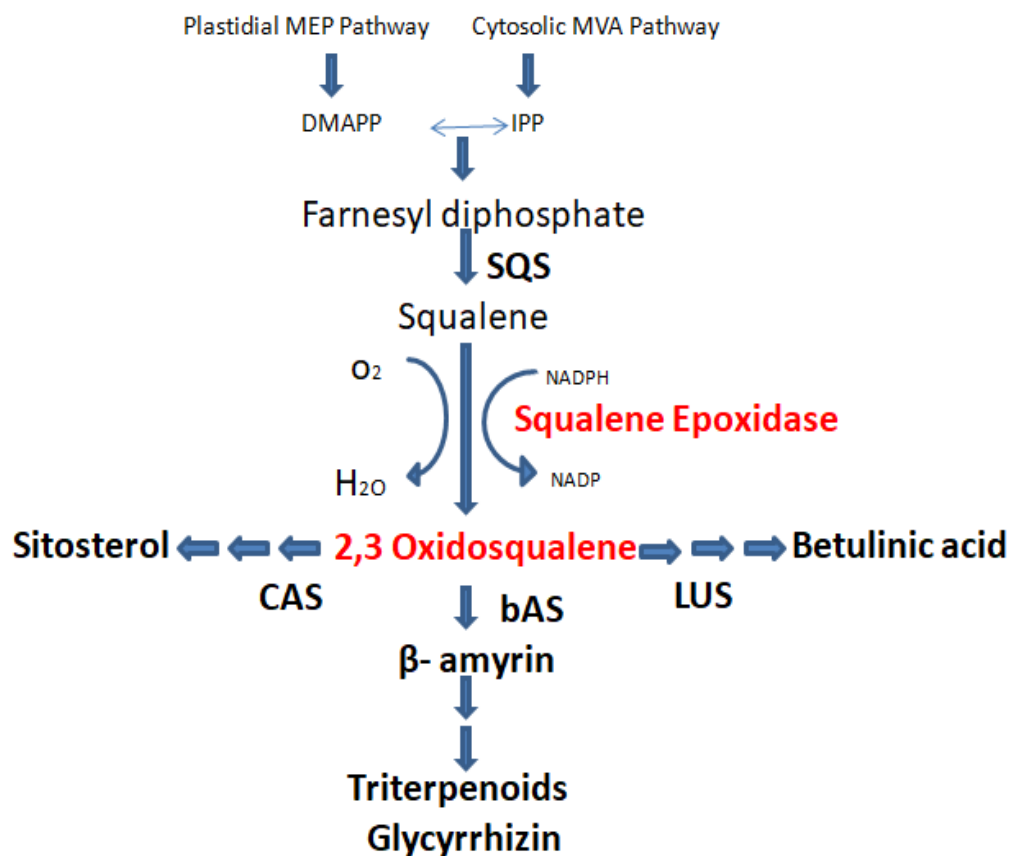 Plastidial MEP Pathway Cytosolic MVA Pathway
DMAPP IPP
Farnesyl diphosphate
SQS
Squalene
O2 NADPH
Squalene Epoxidase
H2O NADP
Sitosterol 2,3 Oxidosqualene Betulinic acid
CAS bAS LUS
β- amyrin
Triterpenoids
Glycyrrhizin